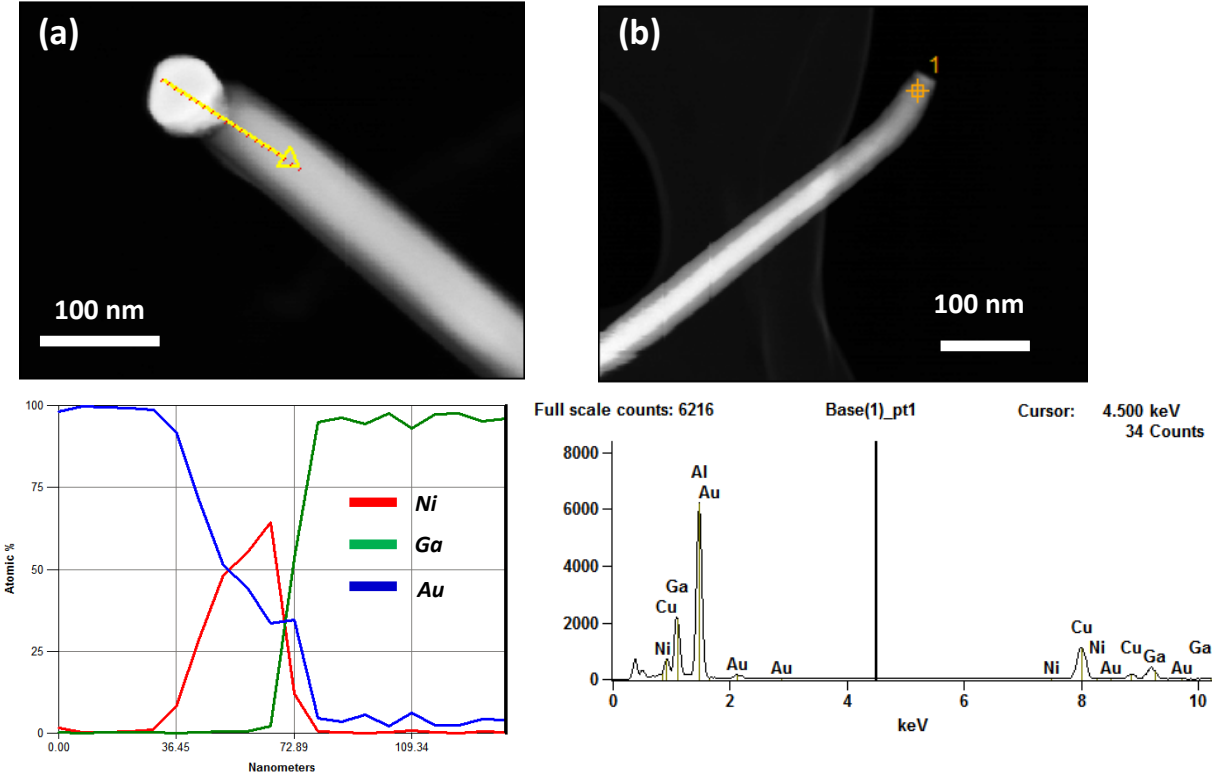 (a)
100 nm
(b)
1
100 nm
100
75
50
25
0
Atomic %
0.00 36.45 72.89 109.34
Nanometers
Ni
Ga
Au
Full scale counts: 6216 Base(1)_pt1 Cursor: 4.500 keV
34 Counts
8000
6000
4000
2000
0
Al
Au
Ga
Cu
Ni
Au Au
Cu
Ni Cu Ga
Ni Au Au Ga
0 2 4 6 8 10
keV